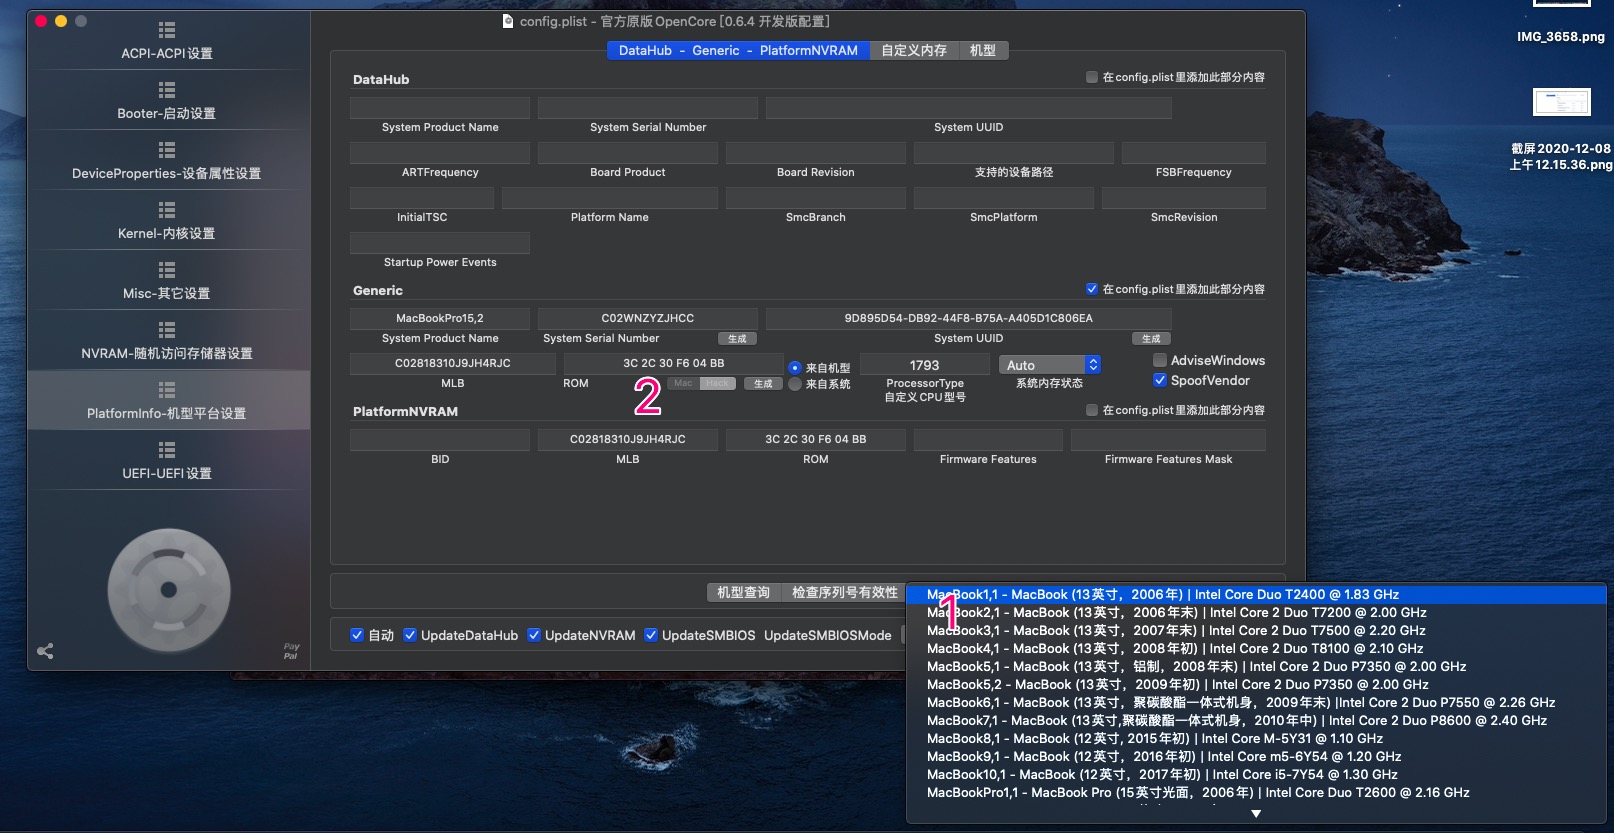 config.plist - 官方原版OpenCore [0.6.4 开发版配置]
ACPI-ACPI设置
Booter-启动设置
DeviceProperties-设备属性设置
Kernel-内核设置
Misc-其它设置
NVRAM-随机访问存储器设置
PlatformInfo-机型平台设置
UEFI-UEFI设置
Pay
Pal
DataHub - Generic - PlatformNVRAM 自定义内存 机型
DataHub 在config.plist里添加此部分内容
System Product Name System Serial Number System UUID
ARTFrequency Board Product Board Revision 支持的设备路径 FSBFrequency
InitialTSC Platform Name SmcBranch SmcPlatform SmcRevision
Startup Power Events
Generic 在config.plist里添加此部分内容
MacBookPro15,2 C02WNZYZJHCC 9D895D54-DB92-44F8-B75A-A405D1C806EA
System Product Name System Serial Number 生成 System UUID 生成
C02818310J9JH4RJC 3C 2C 30 F6 04 BB 来自机型 1793 Auto AdviseWindows
MLB ROM 2 Mac Hack 生成 来自系统 ProcessorType 系统内存状态 SpoofVendor
自定义CPU型号
PlatformNVRAM 在config.plist里添加此部分内容
C02818310J9JH4RJC 3C 2C 30 F6 04 BB
BID MLB ROM Firmware Features Firmware Features Mask
机型查询 检查序列号有效性
自动 UpdateDataHub UpdateNVRAM UpdateSMBIOS UpdateSMBIOSMode
1
MacBook1,1 - MacBook (13英寸，2006年) | Intel Core Duo T2400 @ 1.83 GHz
MacBook2,1 - MacBook (13英寸，2006年末) | Intel Core 2 Duo T7200 @ 2.00 GHz
MacBook3,1 - MacBook (13英寸，2007年末) | Intel Core 2 Duo T7500 @ 2.20 GHz
MacBook4,1 - MacBook (13英寸，2008年初) | Intel Core 2 Duo T8100 @ 2.10 GHz
MacBook5,1 - MacBook (13英寸，铝制，2008年末) | Intel Core 2 Duo P7350 @ 2.00 GHz
MacBook5,2 - MacBook (13英寸，2009年初) | Intel Core 2 Duo P7350 @ 2.00 GHz
MacBook6,1 - MacBook (13英寸，聚碳酸酯一体式机身，2009年末) |Intel Core 2 Duo P7550 @ 2.26 GHz
MacBook7,1 - MacBook (13英寸,聚碳酸酯一体式机身，2010年中) | Intel Core 2 Duo P8600 @ 2.40 GHz
MacBook8,1 - MacBook (12英寸, 2015年初) | Intel Core M-5Y31 @ 1.10 GHz
MacBook9,1 - MacBook (12英寸，2016年初) | Intel Core m5-6Y54 @ 1.20 GHz
MacBook10,1 - MacBook (12英寸，2017年初) | Intel Core i5-7Y54 @ 1.30 GHz
MacBookPro1,1 - MacBook Pro (15英寸光面，2006年) | Intel Core Duo T2600 @ 2.16 GHz
IMG_3658.png
截屏2020-12-08
上午12.15.36.png